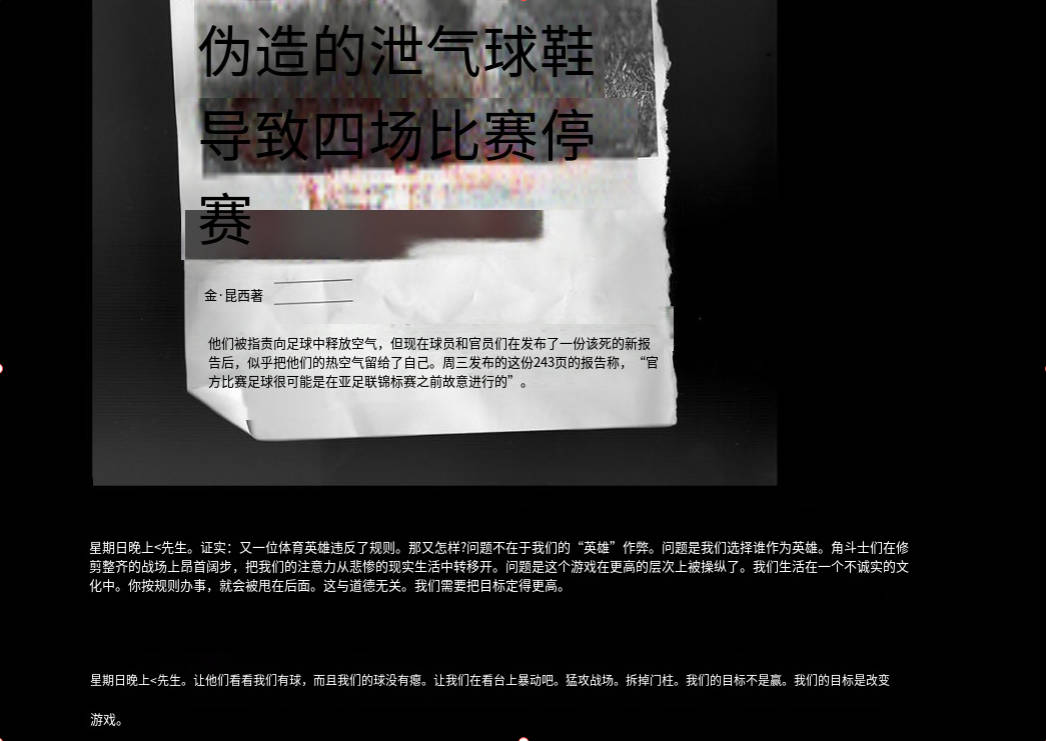 伪造的泄气球鞋
导致四场比赛停
赛
金·昆西著
他们被指责向足球中释放空气，但现在球员和官员们在发布了一份该死的新报
告后，似乎把他们的热空气留给了自己。周三发布的这份243页的报告称，“官
方比赛足球很可能是在亚足联锦标赛之前故意进行的”。
星期日晚上<先生。证实：又一位体育英雄违反了规则。那又怎样?问题不在于我们的“英雄”作弊。问题是我们选择谁作为英雄。角斗士们在修
剪整齐的战场上昂首阔步，把我们的注意力从悲惨的现实生活中转移开。问题是这个游戏在更高的层次上被操纵了。我们生活在一个不诚实的文
化中。你按规则办事，就会被甩在后面。这与道德无关。我们需要把目标定得更高。
星期日晚上<先生。让他们看看我们有球，而且我们的球没有瘪。让我们在看台上暴动吧。猛攻战场。拆掉门柱。我们的目标不是赢。我们的目标是改变
游戏。